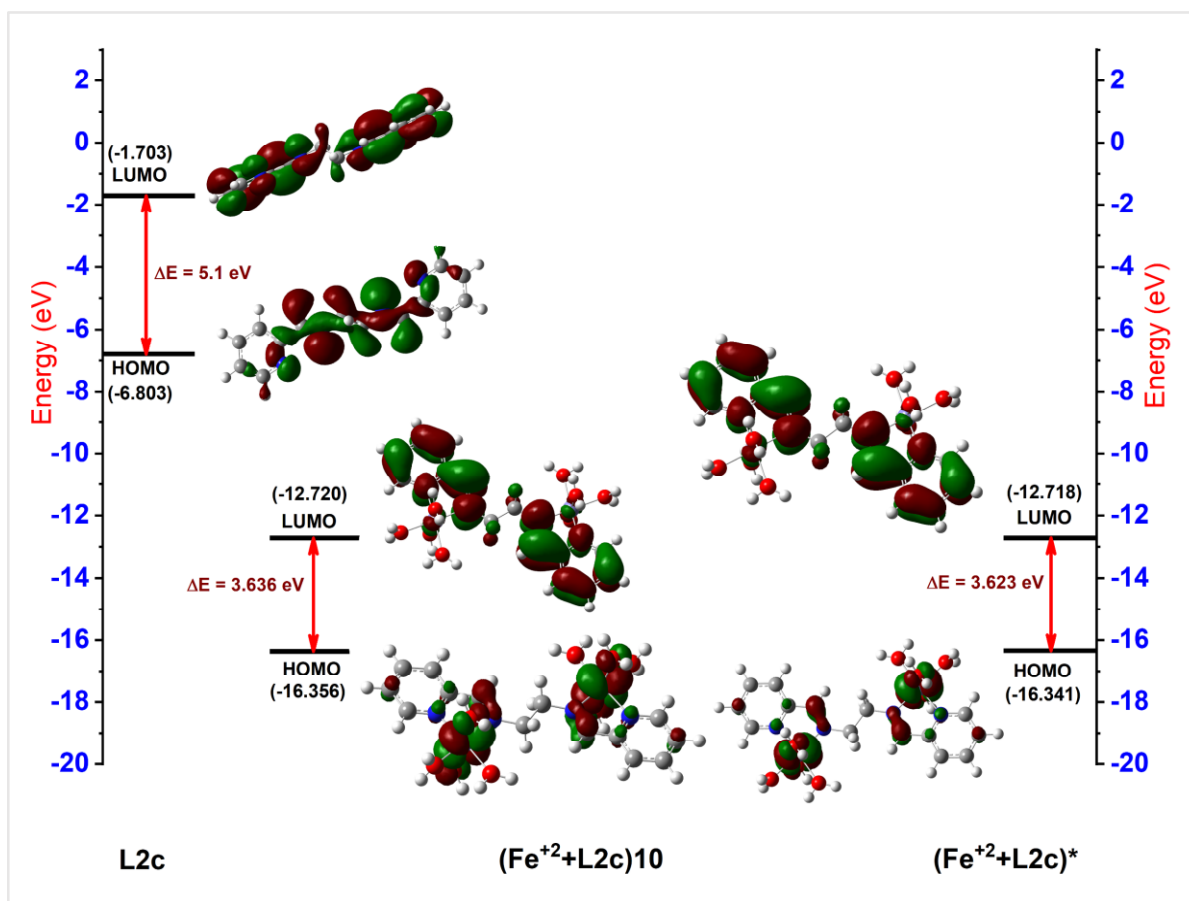 Energy (eV)
2
0
-2
-4
-6
-8
-10
-12
-14
-16
-18
-20
(-1.703)
LUMO
ΔE = 5.1 eV
HOMO
(-6.803)
(-12.720)
LUMO
ΔE = 3.636 eV
HOMO
(-16.356)
(-12.718)
LUMO
ΔE = 3.623 eV
HOMO
(-16.341)
2
0
-2
-4
-6
-8
-10
-12
-14
-16
-18
-20
Energy (eV)
L2c
(Fe⁺²+L2c)10
(Fe⁺²+L2c)*